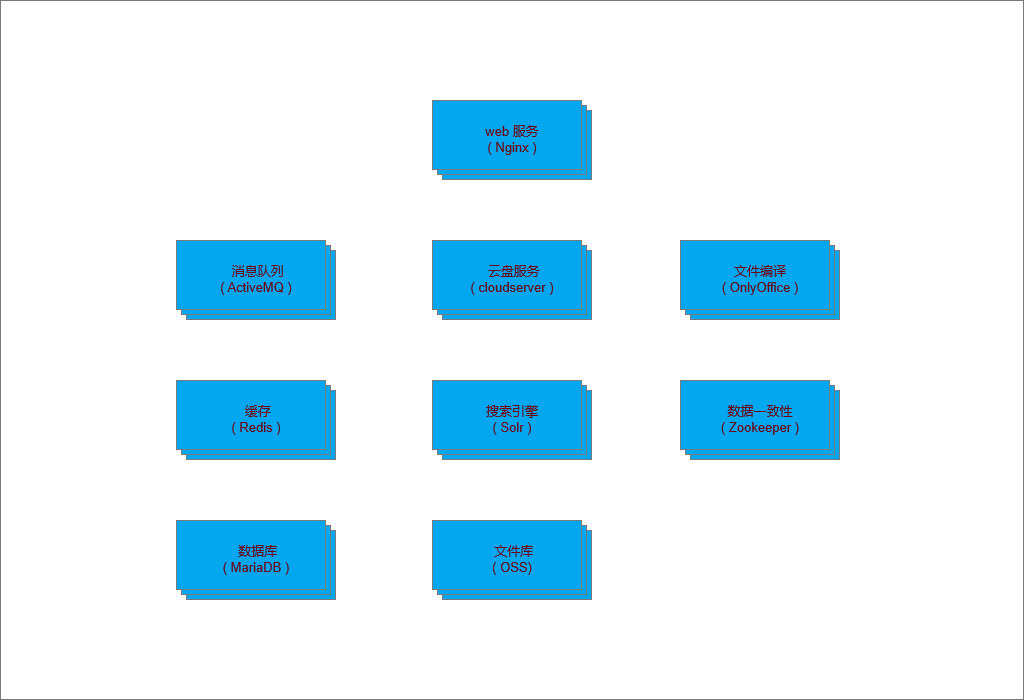 web 服务
( Nginx )
消息队列
( ActiveMQ )
云盘服务
( cloudserver )
文件编译
( OnlyOffice )
缓存
( Redis )
搜索引擎
( Solr )
数据一致性
( Zookeeper )
数据库
( MariaDB )
文件库
( OSS)